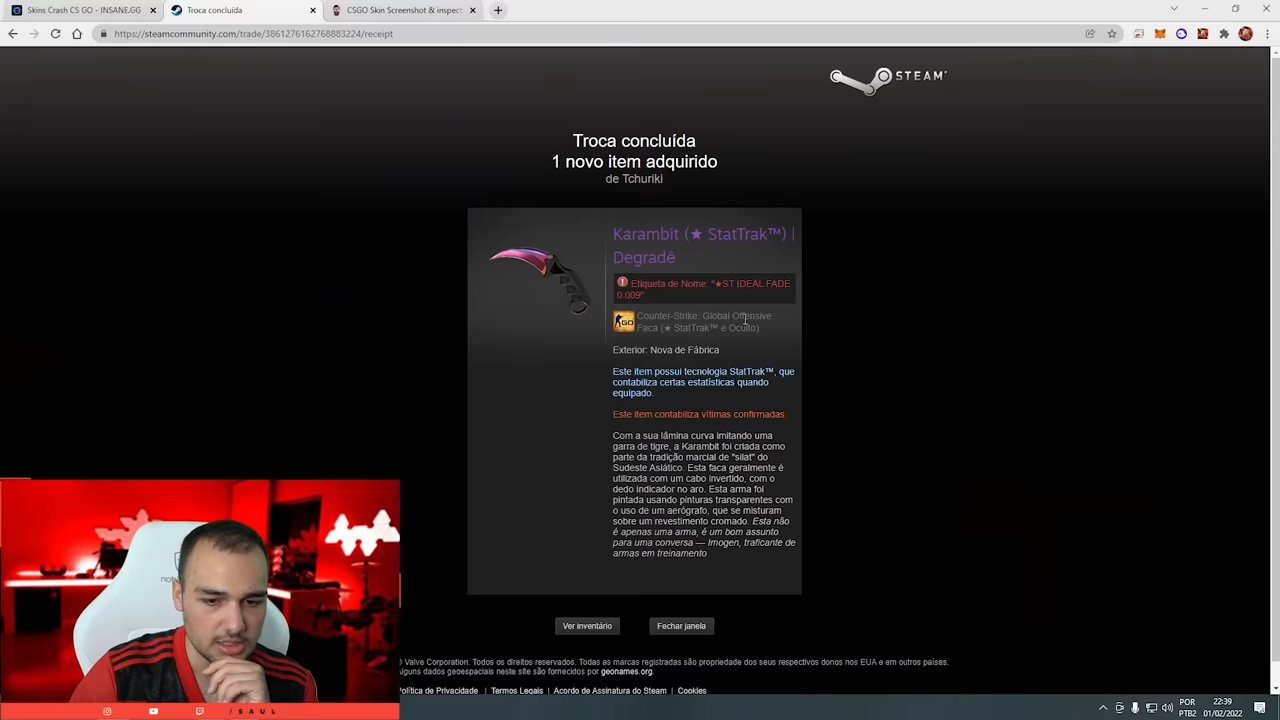 Skins Crash CS GO - INSANE.GG
Troca concluída
CSGO Skin Screenshot & inspect
https://steamcommunity.com/trade/3861276162768883224/receipt
STEAM
Troca concluída
1 novo item adquirido
de Tchuriki
Karambit (★ StatTrak™) |
Degradê
Etiqueta de Nome: "★ST IDEAL FADE
0.009"
Counter-Strike: Global Offensive
Faca (★ StatTrak™ e Oculto)
Exterior: Nova de Fábrica
Este item possui tecnologia StatTrak™, que
contabiliza certas estatísticas quando
equipado.
Este item contabiliza vítimas confirmadas.
Com a sua lâmina curva imitando uma
garra de tigre, a Karambit foi criada como
parte da tradição marcial de "silat" do
Sudeste Asiático. Esta faca geralmente é
utilizada com um cabo invertido, com o
dedo indicador no aro. Esta arma foi
pintada usando pinturas transparentes com
o uso de um aerógrafo, que se misturam
sobre um revestimento cromado. Esta não
é apenas uma arma, é um bom assunto
para uma conversa — Imogen, traficante de
armas em treinamento
Ver inventário
Fechar janela
© Valve Corporation. Todos os direitos reservados. Todas as marcas registradas são propriedade dos seus respectivos donos nos EUA e em outros países.
Alguns dados geoespaciais neste site são fornecidos por geonames.org.
Política de Privacidade | Termos Legais | Acordo de Assinatura do Steam | Cookies
/SAUL
POR
PTB2
22:39
01/02/2022